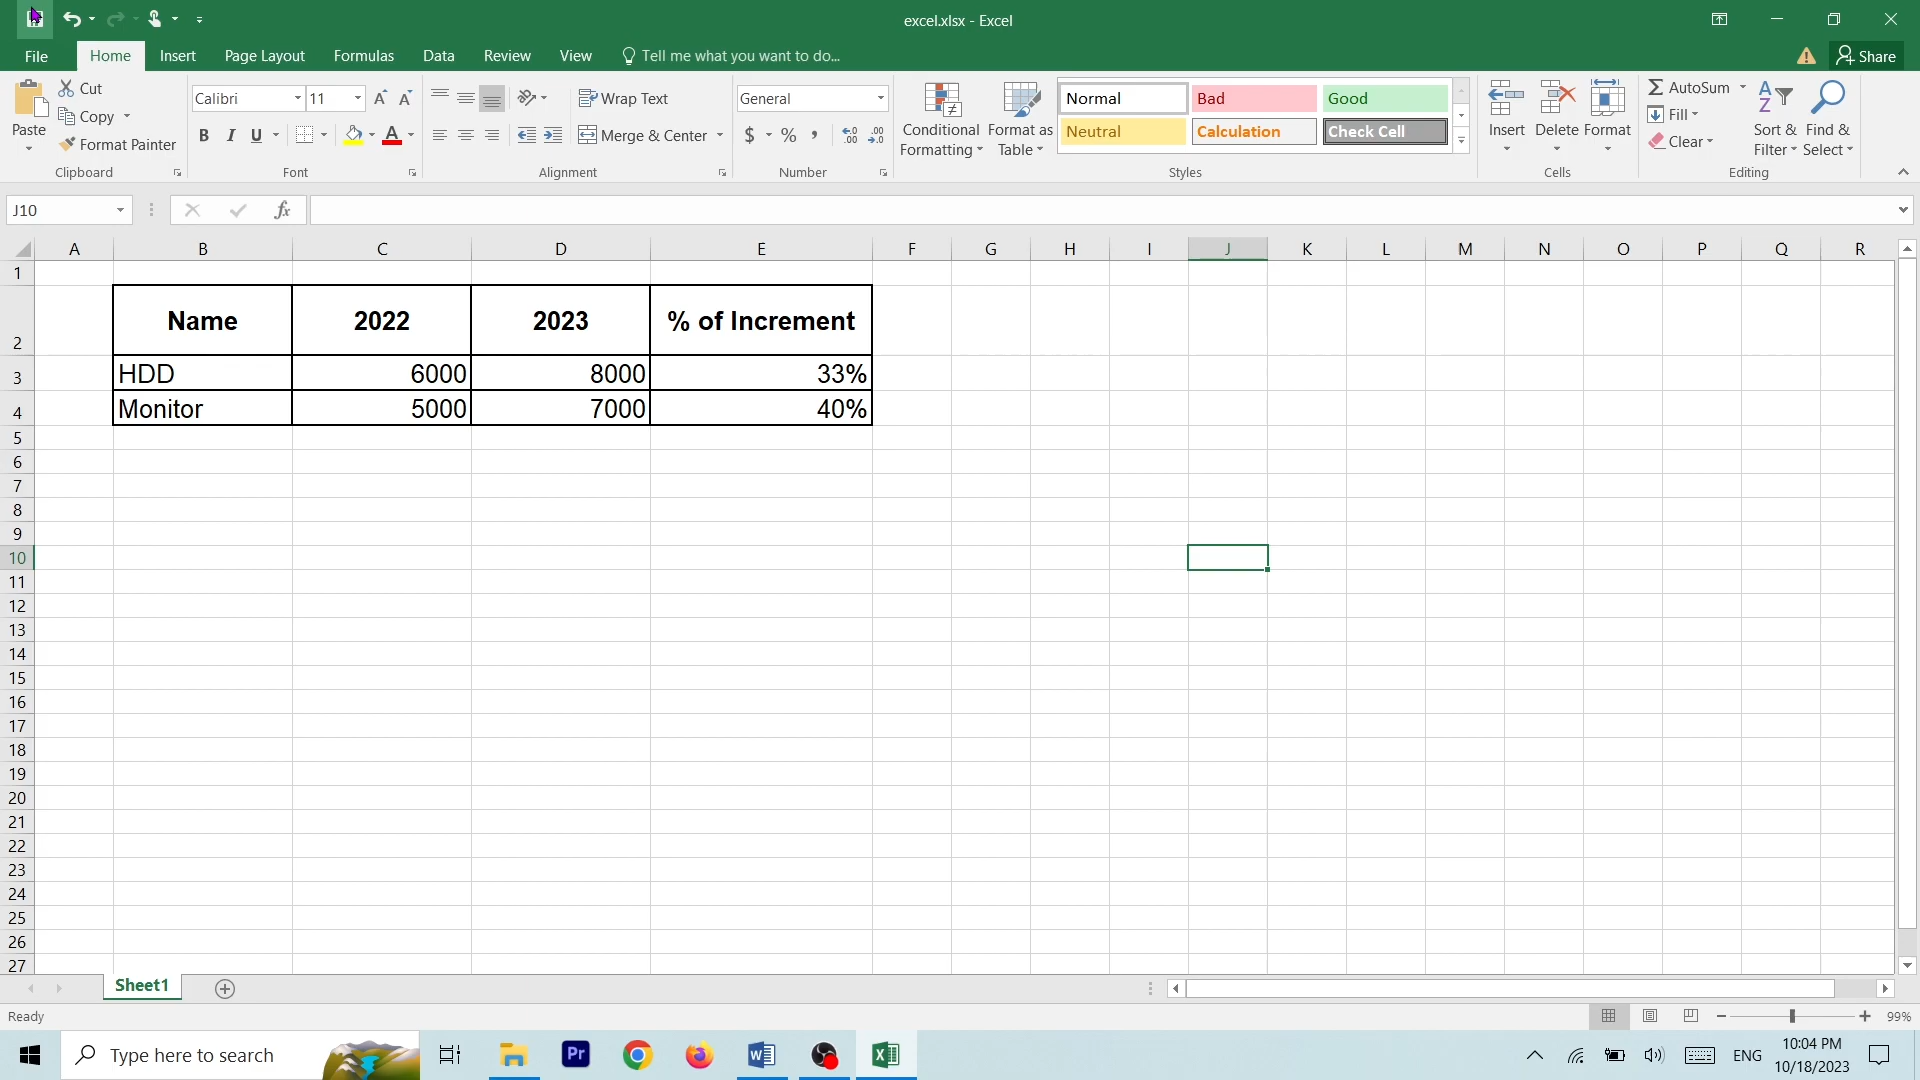 excel.xlsx - Excel
File Home Insert Page Layout Formulas Data Review View Tell me what you want to do... Share
Paste
Cut
Copy
Format Painter
Clipboard
Calibri 11
B I U
Font
Wrap Text
Merge & Center
Alignment
General
$ % ,
Number
Conditional Formatting
Format as Table
Normal Bad Good
Neutral Calculation Check Cell
Styles
Insert Delete Format
Cells
AutoSum
Fill
Clear
Sort & Filter
Find & Select
Editing
J10 fx
A B C D E F G H I J K L M N O P Q R
1
2 Name 2022 2023 % of Increment
3 HDD 6000 8000 33%
4 Monitor 5000 7000 40%
5
6
7
8
9
10
11
12
13
14
15
16
17
18
19
20
21
22
23
24
25
26
27
Sheet1
Ready 99%
Type here to search Pr ENG 10:04 PM
10/18/2023